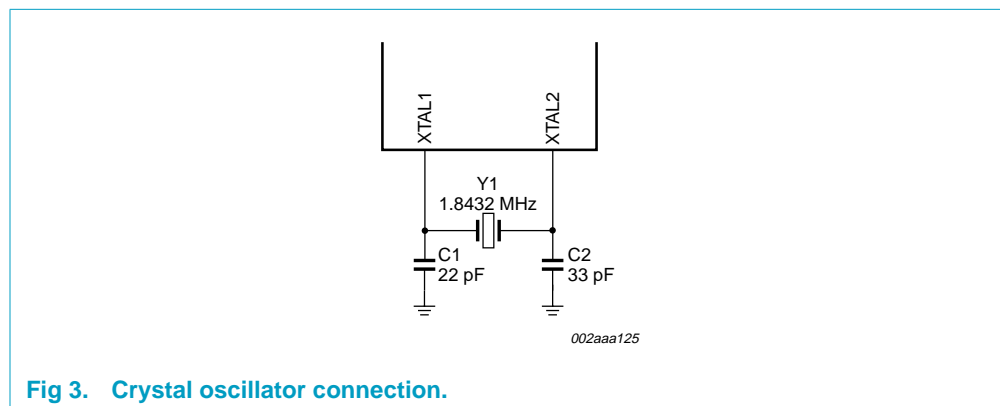 XTAL1
XTAL2
Y1
1.8432 MHz
C1
22 pF
C2
33 pF
002aaa125
Fig 3. Crystal oscillator connection.